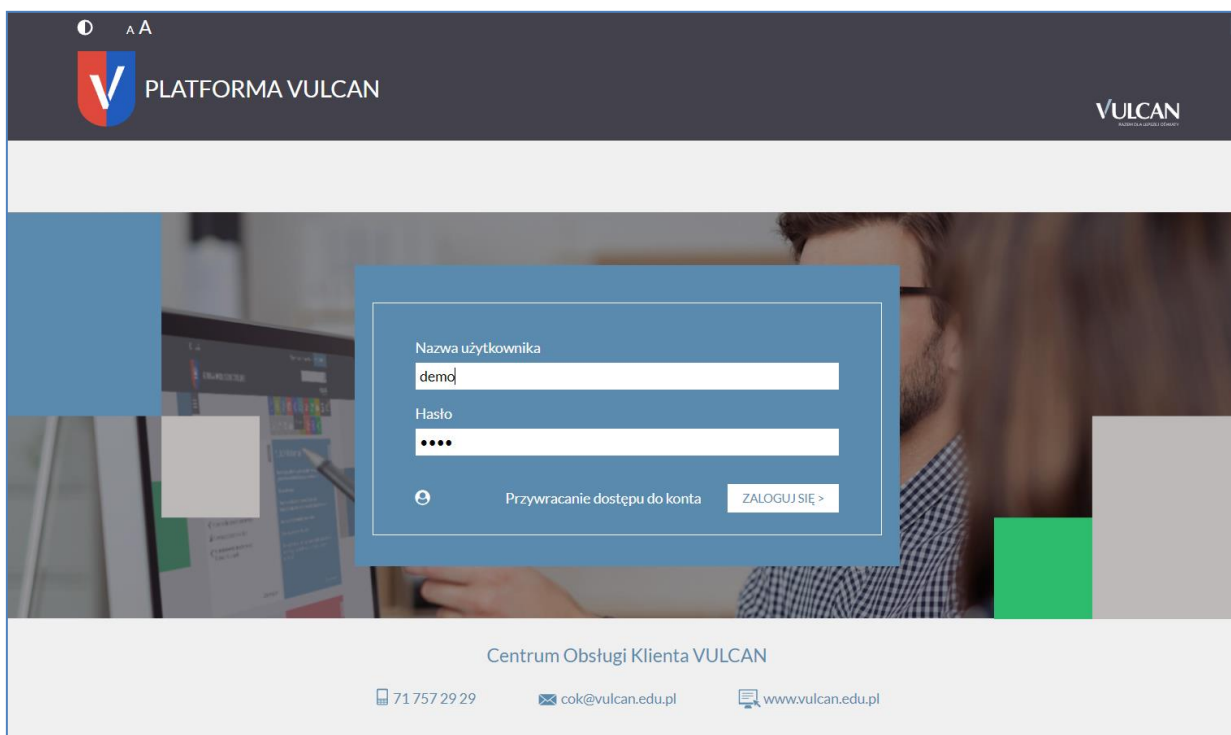 A A
PLATFORMA VULCAN
VULCAN
Nazwa użytkownika
demo
Hasło
••••
Przywracanie dostępu do konta
ZALOGUJ SIĘ >
Centrum Obsługi Klienta VULCAN
71 757 29 29
cok@vulcan.edu.pl
www.vulcan.edu.pl